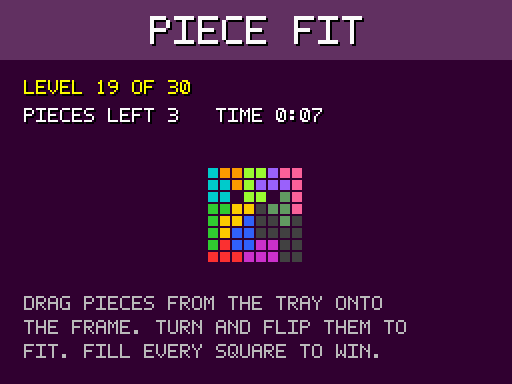 PIECE FIT
LEVEL 19 OF 30
PIECES LEFT 3 TIME 0:07
DRAG PIECES FROM THE TRAY ONTO
THE FRAME. TURN AND FLIP THEM TO
FIT. FILL EVERY SQUARE TO WIN.